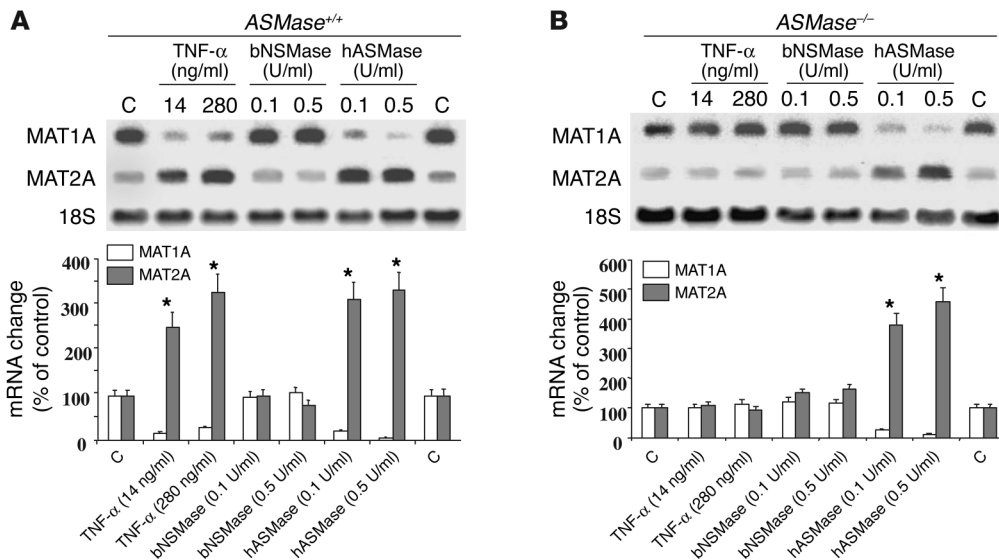 A
ASMase+/+
TNF-α bNSMase hASMase
(ng/ml) (U/ml) (U/ml)
C 14 280 0.1 0.5 0.1 0.5 C
MAT1A
MAT2A
18S
400
300
200
100
0
mRNA change
(% of control)
MAT1A
MAT2A
* * * *
C
TNF-α (14 ng/ml)
TNF-α (280 ng/ml)
bNSMase (0.1 U/ml)
bNSMase (0.5 U/ml)
hASMase (0.1 U/ml)
hASMase (0.5 U/ml)
C
B
ASMase–/–
TNF-α bNSMase hASMase
(ng/ml) (U/ml) (U/ml)
C 14 280 0.1 0.5 0.1 0.5 C
MAT1A
MAT2A
18S
600
500
400
300
200
100
0
mRNA change
(% of control)
MAT1A
MAT2A
* *
C
TNF-α (14 ng/ml)
TNF-α (280 ng/ml)
bNSMase (0.1 U/ml)
bNSMase (0.5 U/ml)
hASMase (0.1 U/ml)
hASMase (0.5 U/ml)
C